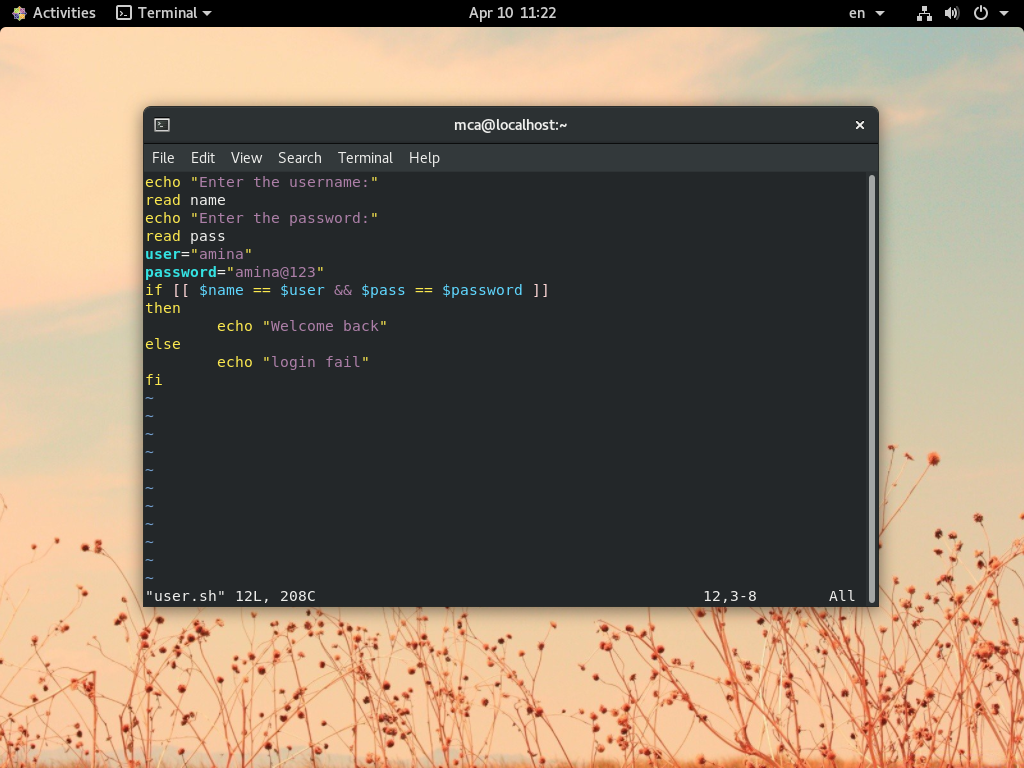 Activities Terminal Apr 10 11:22 en
mca@localhost:~
File Edit View Search Terminal Help
echo "Enter the username:"
read name
echo "Enter the password:"
read pass
user="amina"
password="amina@123"
if [[ $name == $user && $pass == $password ]]
then
        echo "Welcome back"
else
        echo "login fail"
fi
~
~
~
~
~
~
~
~
~
~
~
"user.sh" 12L, 208C 12,3-8 All